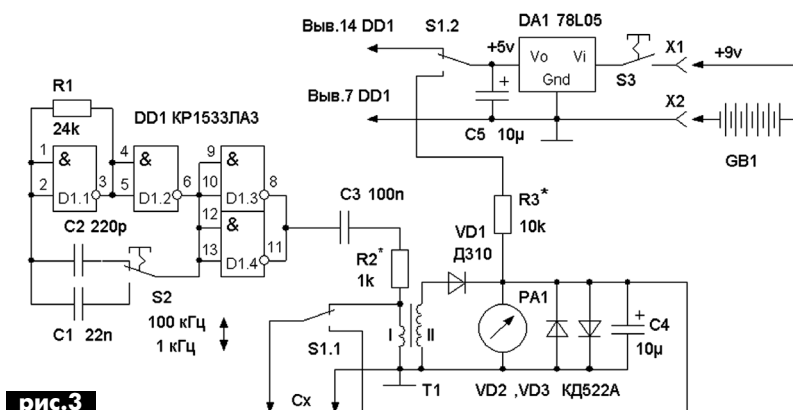 DA1 78L05
Выв.14 DD1
S1.2
+5v
Vo Vi
Gnd
S3
X1
+9v
R1
24k
DD1 КР1533ЛА3
Выв.7 DD1
C5 10µ
X2
GB1
1
2
&
D1.1
3
4
5
D1.2
6
9
10
&
D1.3
8
12
13
&
D1.4
11
C3 100n
R3*
10k
C2 220p
VD1
Д310
R2*
1k
S2
C1 22n
100 кГц
1 кГц
PA1
C4
10µ
I II
S1.1
Cx
T1
VD2 ,VD3 КД522А
рис.3